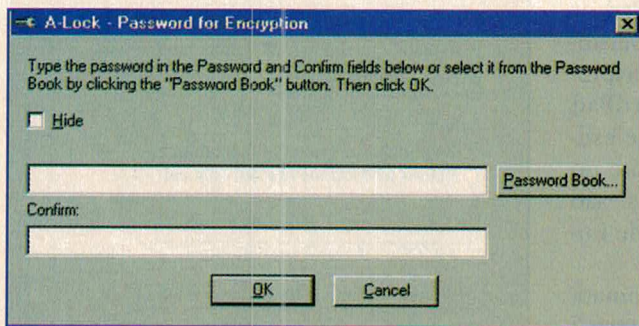 A-Lock - Password for Encryption
Type the password in the Password and Confirm fields below or select it from the Password
Book by clicking the "Password Book" button. Then click OK.
Hide
Password Book...
Confirm:
OK
Cancel